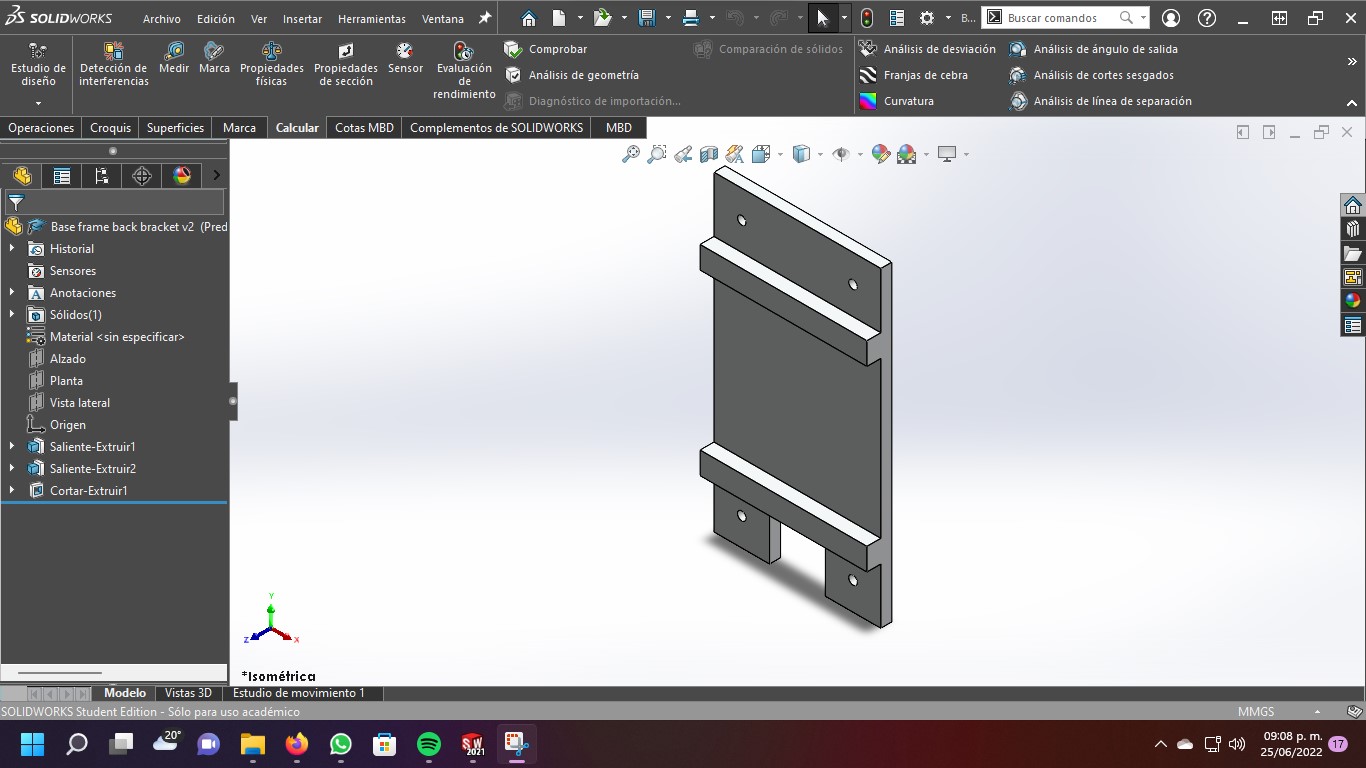 SOLIDWORKS Archivo Edición Ver Insertar Herramientas Ventana B... Buscar comandos
Estudio de diseño
Detección de interferencias
Medir
Marca
Propiedades físicas
Propiedades de sección
Sensor
Evaluación de rendimiento
Comprobar
Análisis de geometría
Diagnóstico de importación...
Comparación de sólidos
Análisis de desviación
Franjas de cebra
Curvatura
Análisis de ángulo de salida
Análisis de cortes sesgados
Análisis de línea de separación
Operaciones Croquis Superficies Marca Calcular Cotas MBD Complementos de SOLIDWORKS MBD
Base frame back bracket v2 (Pred
Historial
Sensores
Anotaciones
Sólidos(1)
Material <sin especificar>
Alzado
Planta
Vista lateral
Origen
Saliente-Extruir1
Saliente-Extruir2
Cortar-Extruir1
Y
Z
X
*Isométrica
Modelo Vistas 3D Estudio de movimiento 1
SOLIDWORKS Student Edition - Sólo para uso académico MMGS
20°
SW
2021
09:08 p. m.
25/06/2022
17